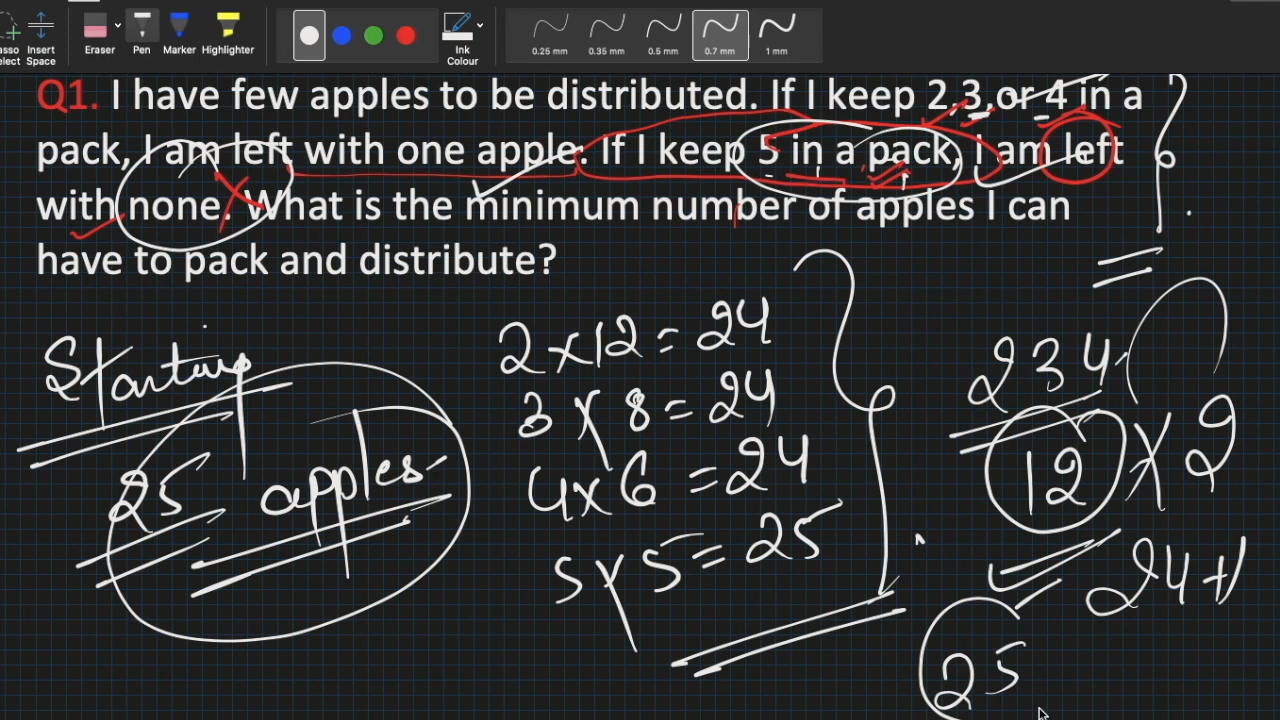 asso
elect
Insert
Space
Eraser
Pen
Marker
Highlighter
Ink
Colour
0.25 mm
0.35 mm
0.5 mm
0.7 mm
1 mm
Q1. I have few apples to be distributed. If I keep 2,3,or 4 in a
pack, I am left with one apple. If I keep 5 in a pack, I am left
with none. What is the minimum number of apples I can
have to pack and distribute?
Starting
25 apples
2x12=24
3x8=24
4x6=24
5x5=25
2 3 4
12 x 2
24+1
25